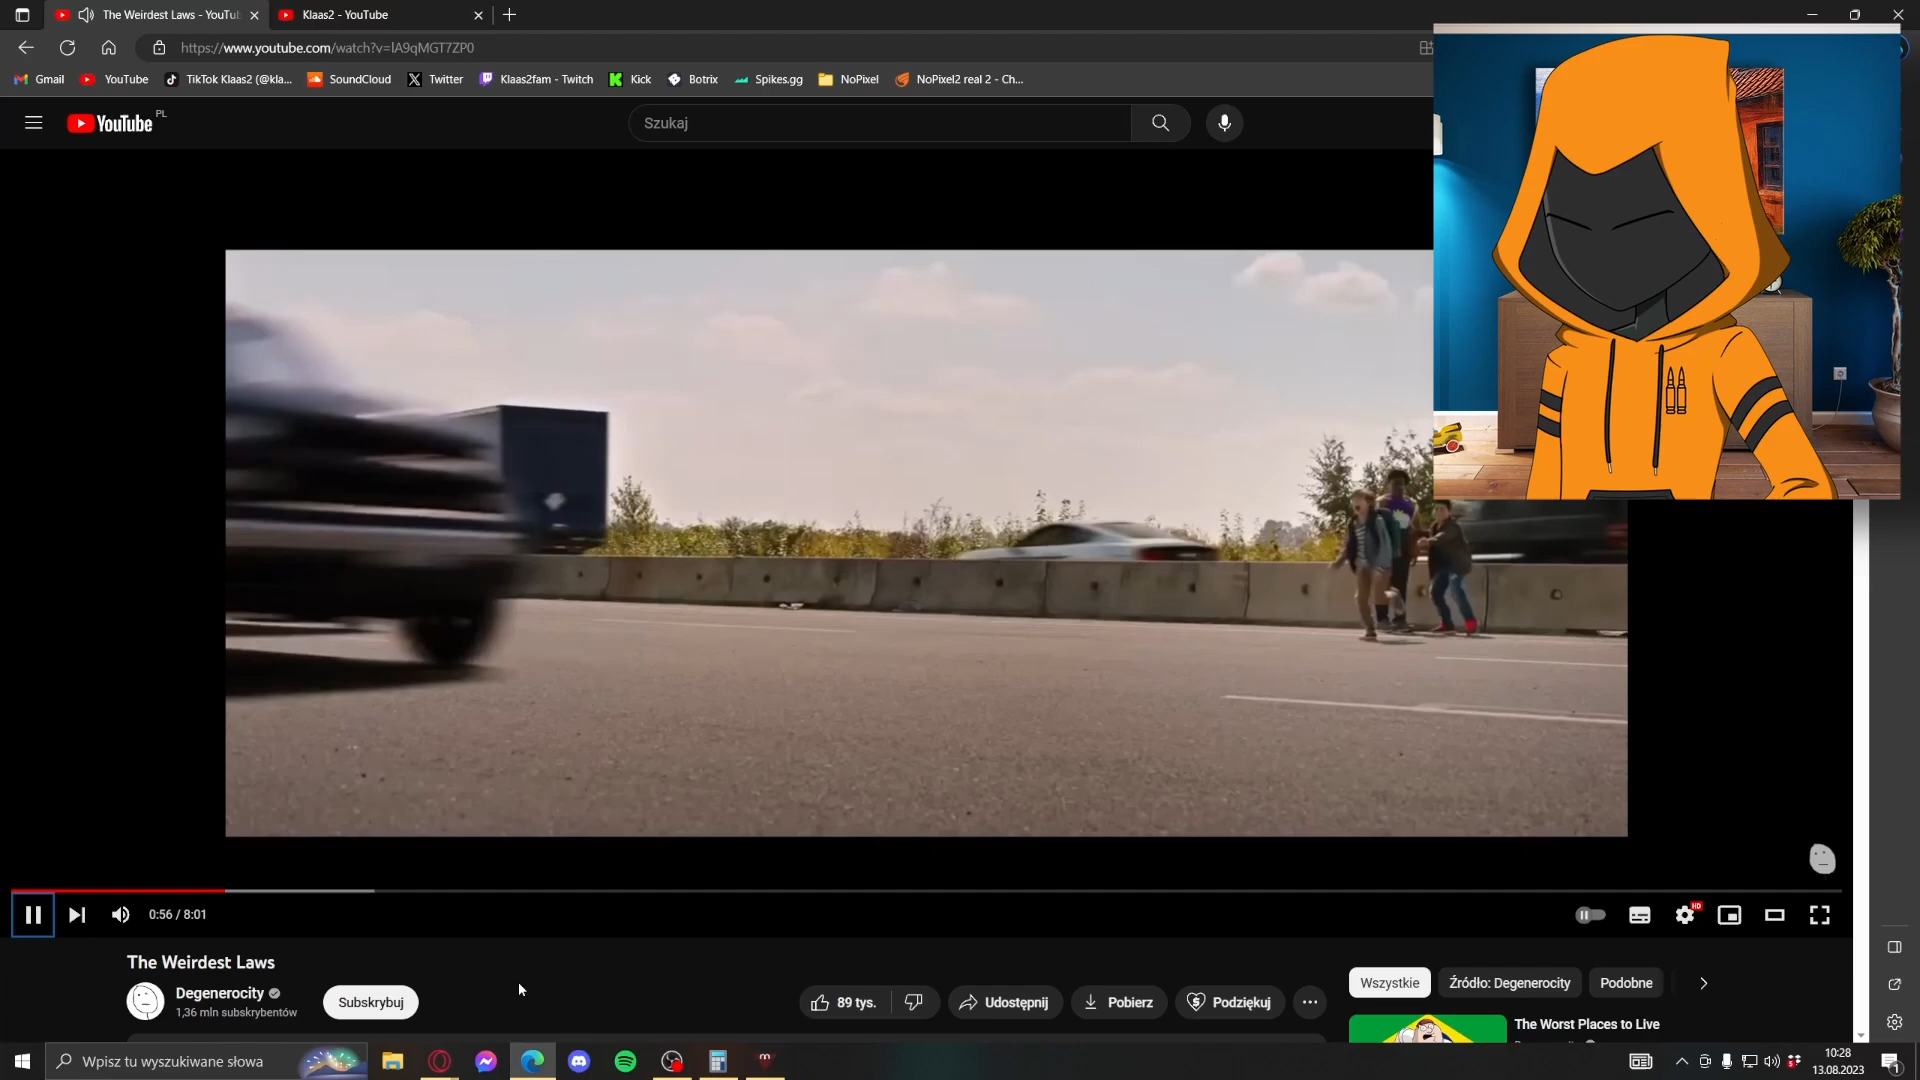 The Weirdest Laws - YouTu
Klaas2 - YouTube
https://www.youtube.com/watch?v=lA9qMGT7ZP0
Gmail
YouTube
TikTok Klaas2 (@kla...
SoundCloud
Twitter
Klaas2fam - Twitch
Kick
Botrix
Spikes.gg
NoPixel
NoPixel2 real 2 - Ch...
YouTube PL
Szukaj
0:56 / 8:01
HD
The Weirdest Laws
Degenerocity
1,36 mln subskrybentów
Subskrybuj
89 tys.
Udostępnij
Pobierz
Podziękuj
Wszystkie
Źródło: Degenerocity
Podobne
The Worst Places to Live
Wpisz tu wyszukiwane słowa
10:28
13.08.2023
1